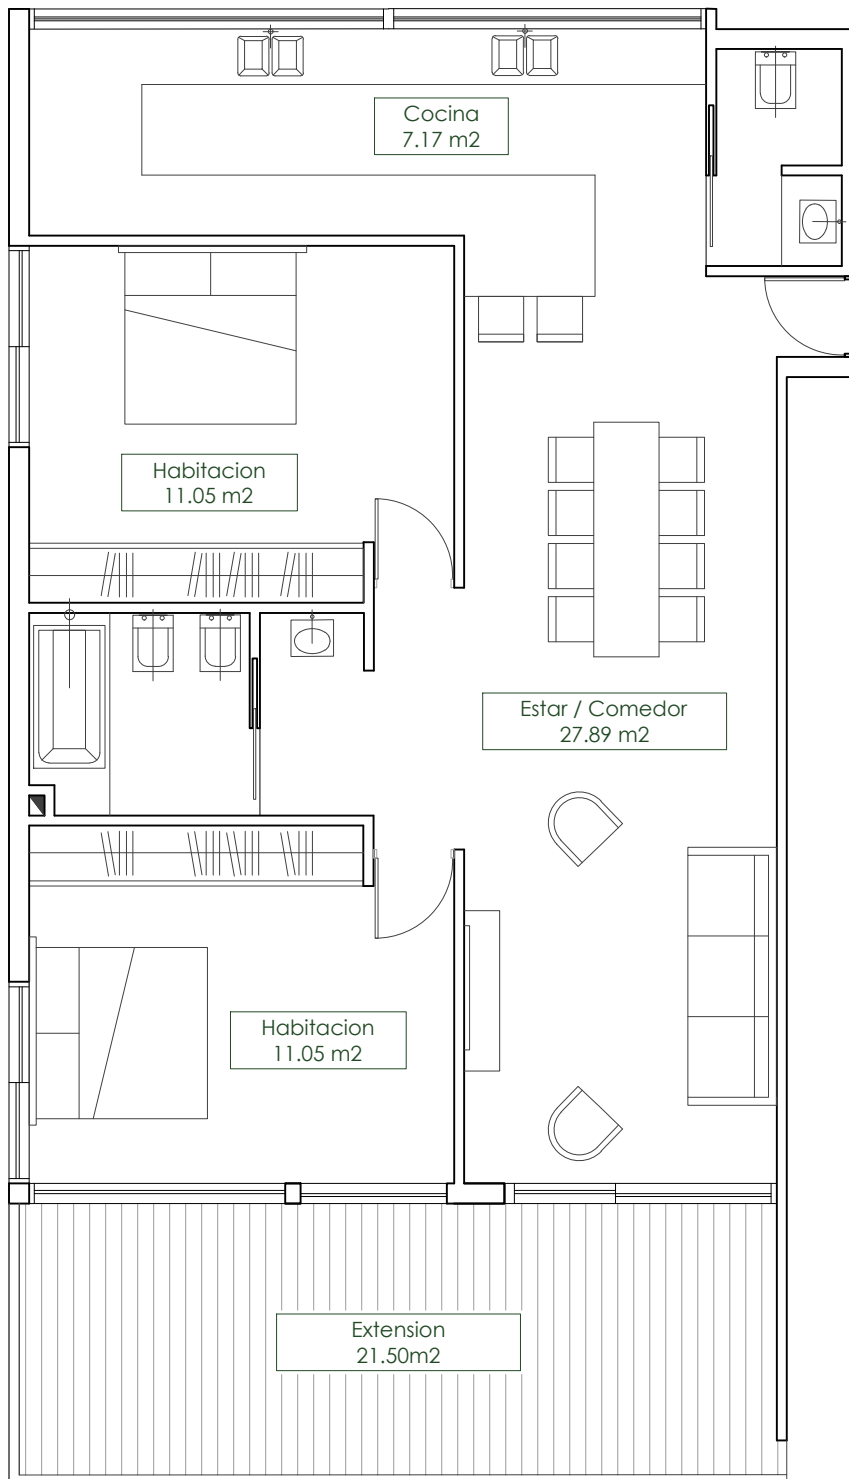 Cocina
7.17 m2
Habitacion
11.05 m2
Estar / Comedor
27.89 m2
Habitacion
11.05 m2
Extension
21.50m2